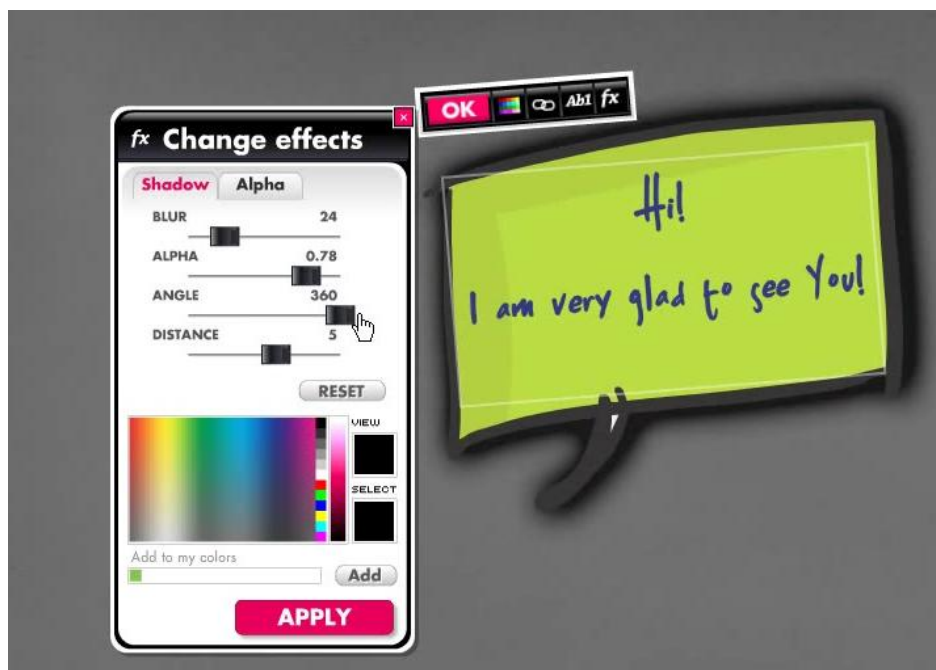 OK Ab1 fx
fx Change effects
Shadow Alpha
BLUR 24
ALPHA 0.78
ANGLE 360
DISTANCE 5
RESET
VIEW
SELECT
Add to my colors
Add
APPLY
Hi!
I am very glad to see You!